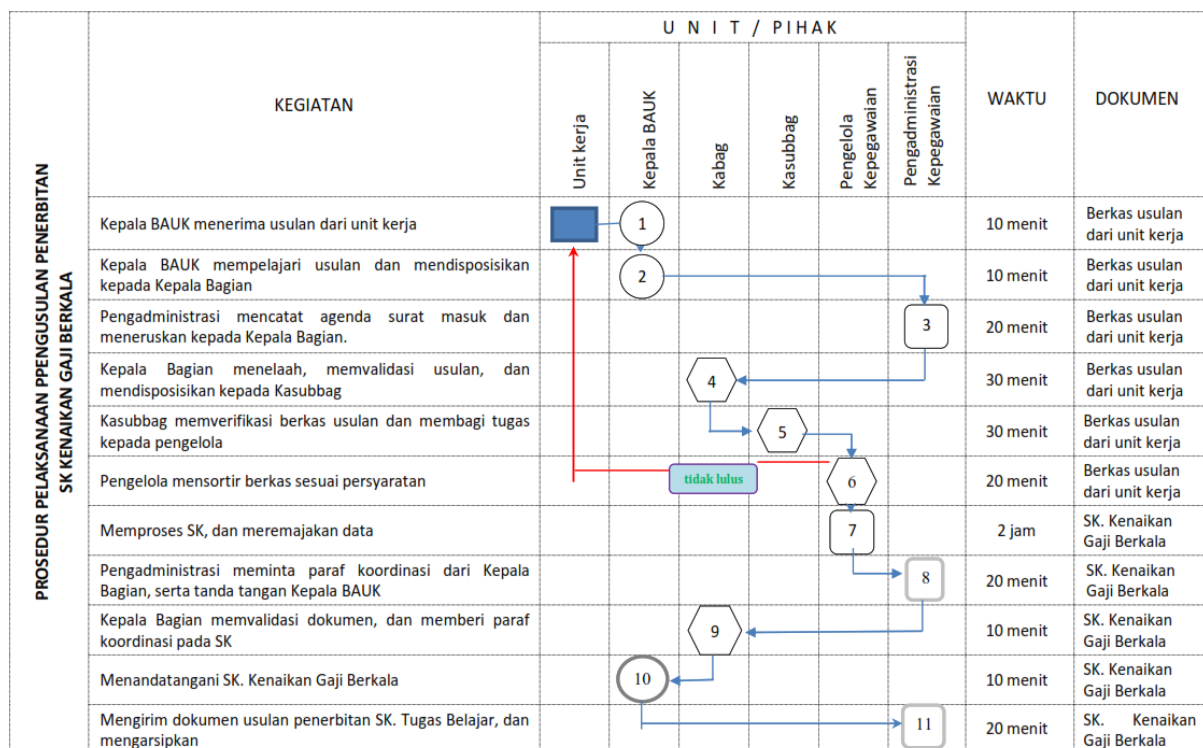 PROSEDUR PELAKSANAAN PPENGUSULAN PENERBITAN
SK KENAIKAN GAJI BERKALA
KEGIATAN
U N I T / PIHAK
Unit kerja
Kepala BAUK
Kabag
Kasubbag
Pengelola
Kepegawaian
Pengadministrasi
Kepegawaian
WAKTU
DOKUMEN
Kepala BAUK menerima usulan dari unit kerja
1
10 menit
Berkas usulan
dari unit kerja
Kepala BAUK mempelajari usulan dan mendisposisikan
kepada Kepala Bagian
2
10 menit
Berkas usulan
dari unit kerja
Pengadministrasi mencatat agenda surat masuk dan
meneruskan kepada Kepala Bagian.
3
20 menit
Berkas usulan
dari unit kerja
Kepala Bagian menelaah, memvalidasi usulan, dan
mendisposisikan kepada Kasubbag
4
30 menit
Berkas usulan
dari unit kerja
Kasubbag memverifikasi berkas usulan dan membagi tugas
kepada pengelola
5
30 menit
Berkas usulan
dari unit kerja
Pengelola mensortir berkas sesuai persyaratan
tidak lulus
6
20 menit
Berkas usulan
dari unit kerja
Memproses SK, dan meremajakan data
7
2 jam
SK. Kenaikan
Gaji Berkala
Pengadministrasi meminta paraf koordinasi dari Kepala
Bagian, serta tanda tangan Kepala BAUK
8
20 menit
SK. Kenaikan
Gaji Berkala
Kepala Bagian memvalidasi dokumen, dan memberi paraf
koordinasi pada SK
9
10 menit
SK. Kenaikan
Gaji Berkala
Menandatangani SK. Kenaikan Gaji Berkala
10
10 menit
SK. Kenaikan
Gaji Berkala
Mengirim dokumen usulan penerbitan SK. Tugas Belajar, dan
mengarsipkan
11
20 menit
SK. Kenaikan
Gaji Berkala